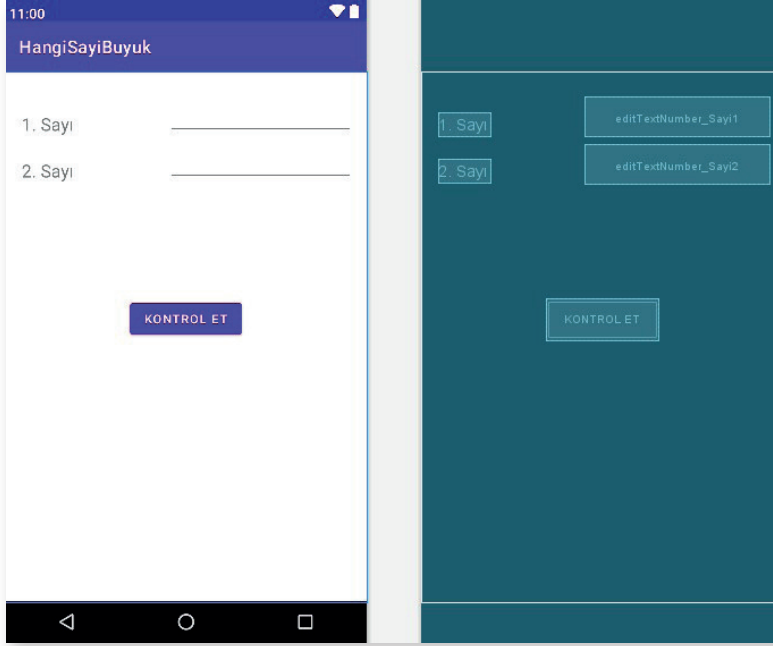 11:00
HangiSayiBuyuk
1. Sayı
2. Sayı
KONTROL ET
1. Sayı
editTextNumber_Sayi1
2. Sayı
editTextNumber_Sayi2
KONTROL ET